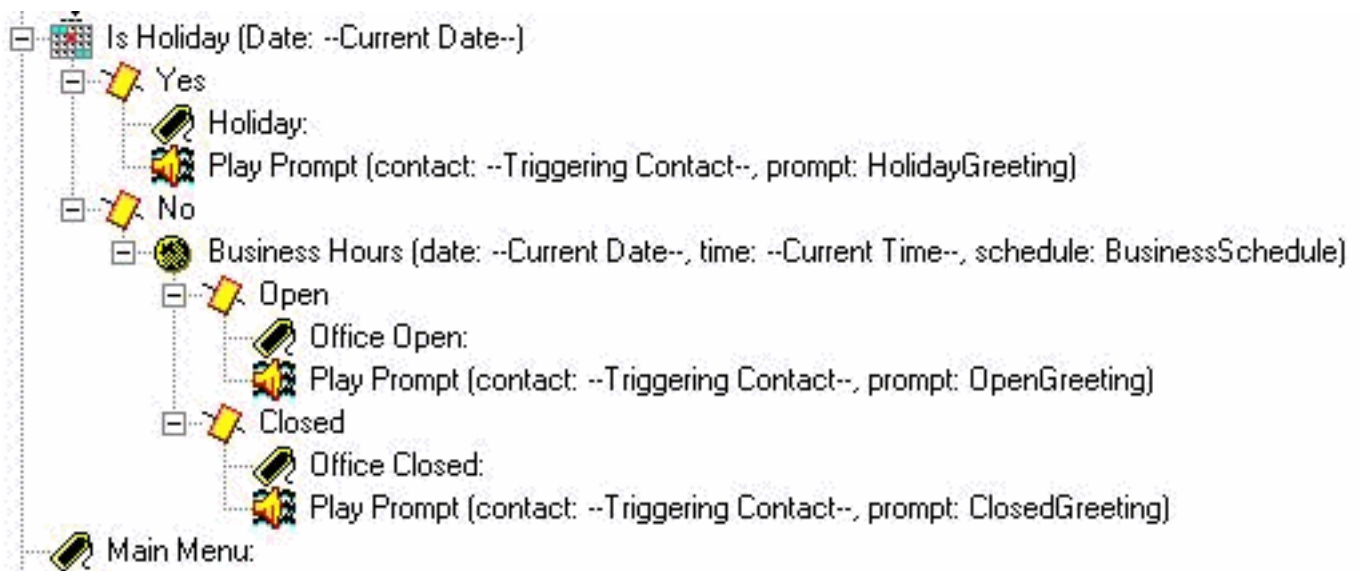 Is Holiday (Date: --Current Date--)
Yes
Holiday:
Play Prompt (contact: --Triggering Contact--, prompt: HolidayGreeting)
No
Business Hours (date: --Current Date--, time: --Current Time--, schedule: BusinessSchedule)
Open
Office Open:
Play Prompt (contact: --Triggering Contact--, prompt: OpenGreeting)
Closed
Office Closed:
Play Prompt (contact: --Triggering Contact--, prompt: ClosedGreeting)
Main Menu: